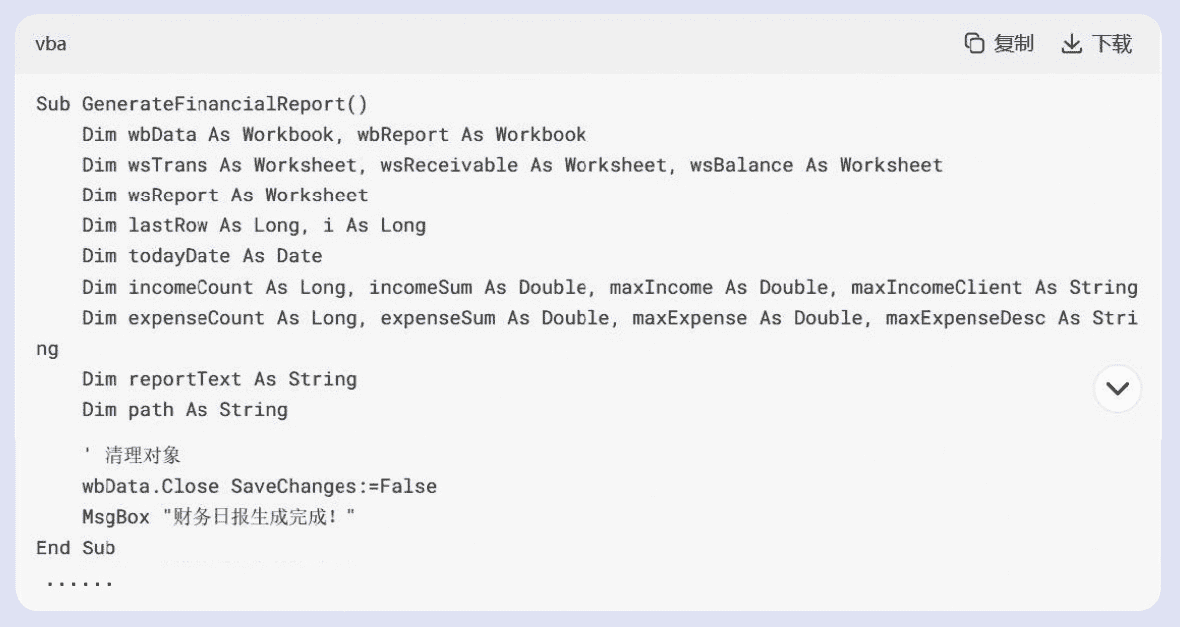 vba
复制 下载
Sub GenerateFinancialReport()
Dim wbData As Workbook, wbReport As Workbook
Dim wsTrans As Worksheet, wsReceivable As Worksheet, wsBalance As Worksheet
Dim wsReport As Worksheet
Dim lastRow As Long, i As Long
Dim todayDate As Date
Dim incomeCount As Long, incomeSum As Double, maxIncome As Double, maxIncomeClient As String
Dim expenseCount As Long, expenseSum As Double, maxExpense As Double, maxExpenseDesc As Stri
ng
Dim reportText As String
Dim path As String
' 清理对象
wbData.Close SaveChanges:=False
MsgBox "财务日报生成完成！"
End Sub
......